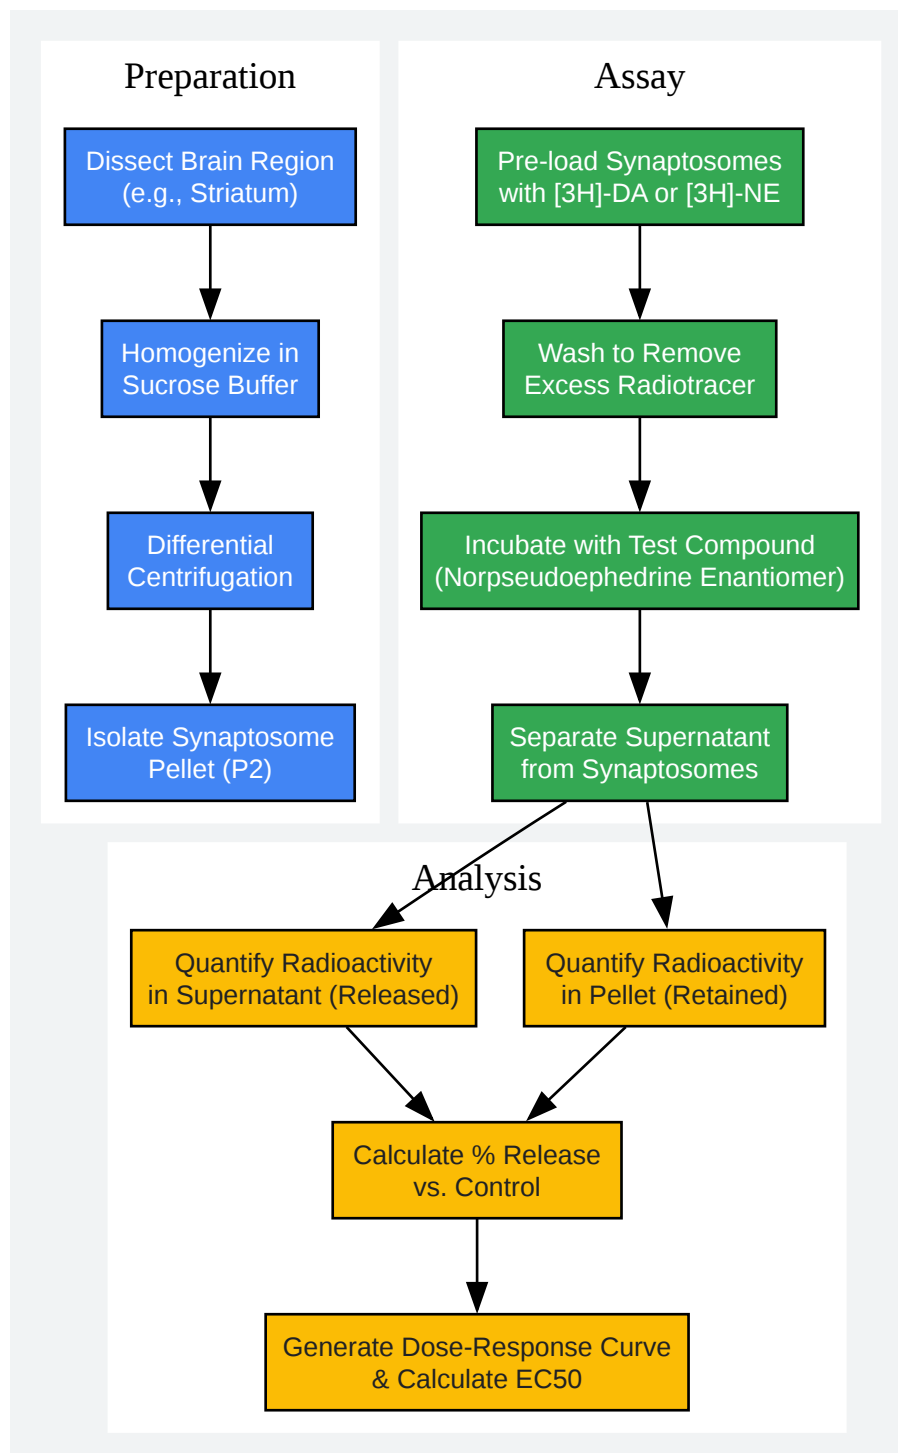 Preparation
Dissect Brain Region
(e.g., Striatum)
Homogenize in
Sucrose Buffer
Differential
Centrifugation
Isolate Synaptosome
Pellet (P2)
Assay
Pre-load Synaptosomes
with [3H]-DA or [3H]-NE
Wash to Remove
Excess Radiotracer
Incubate with Test Compound
(Norpseudoephedrine Enantiomer)
Separate Supernatant
from Synaptosomes
Analysis
Quantify Radioactivity
in Supernatant (Released)
Quantify Radioactivity
in Pellet (Retained)
Calculate % Release
vs. Control
Generate Dose-Response Curve
& Calculate EC50